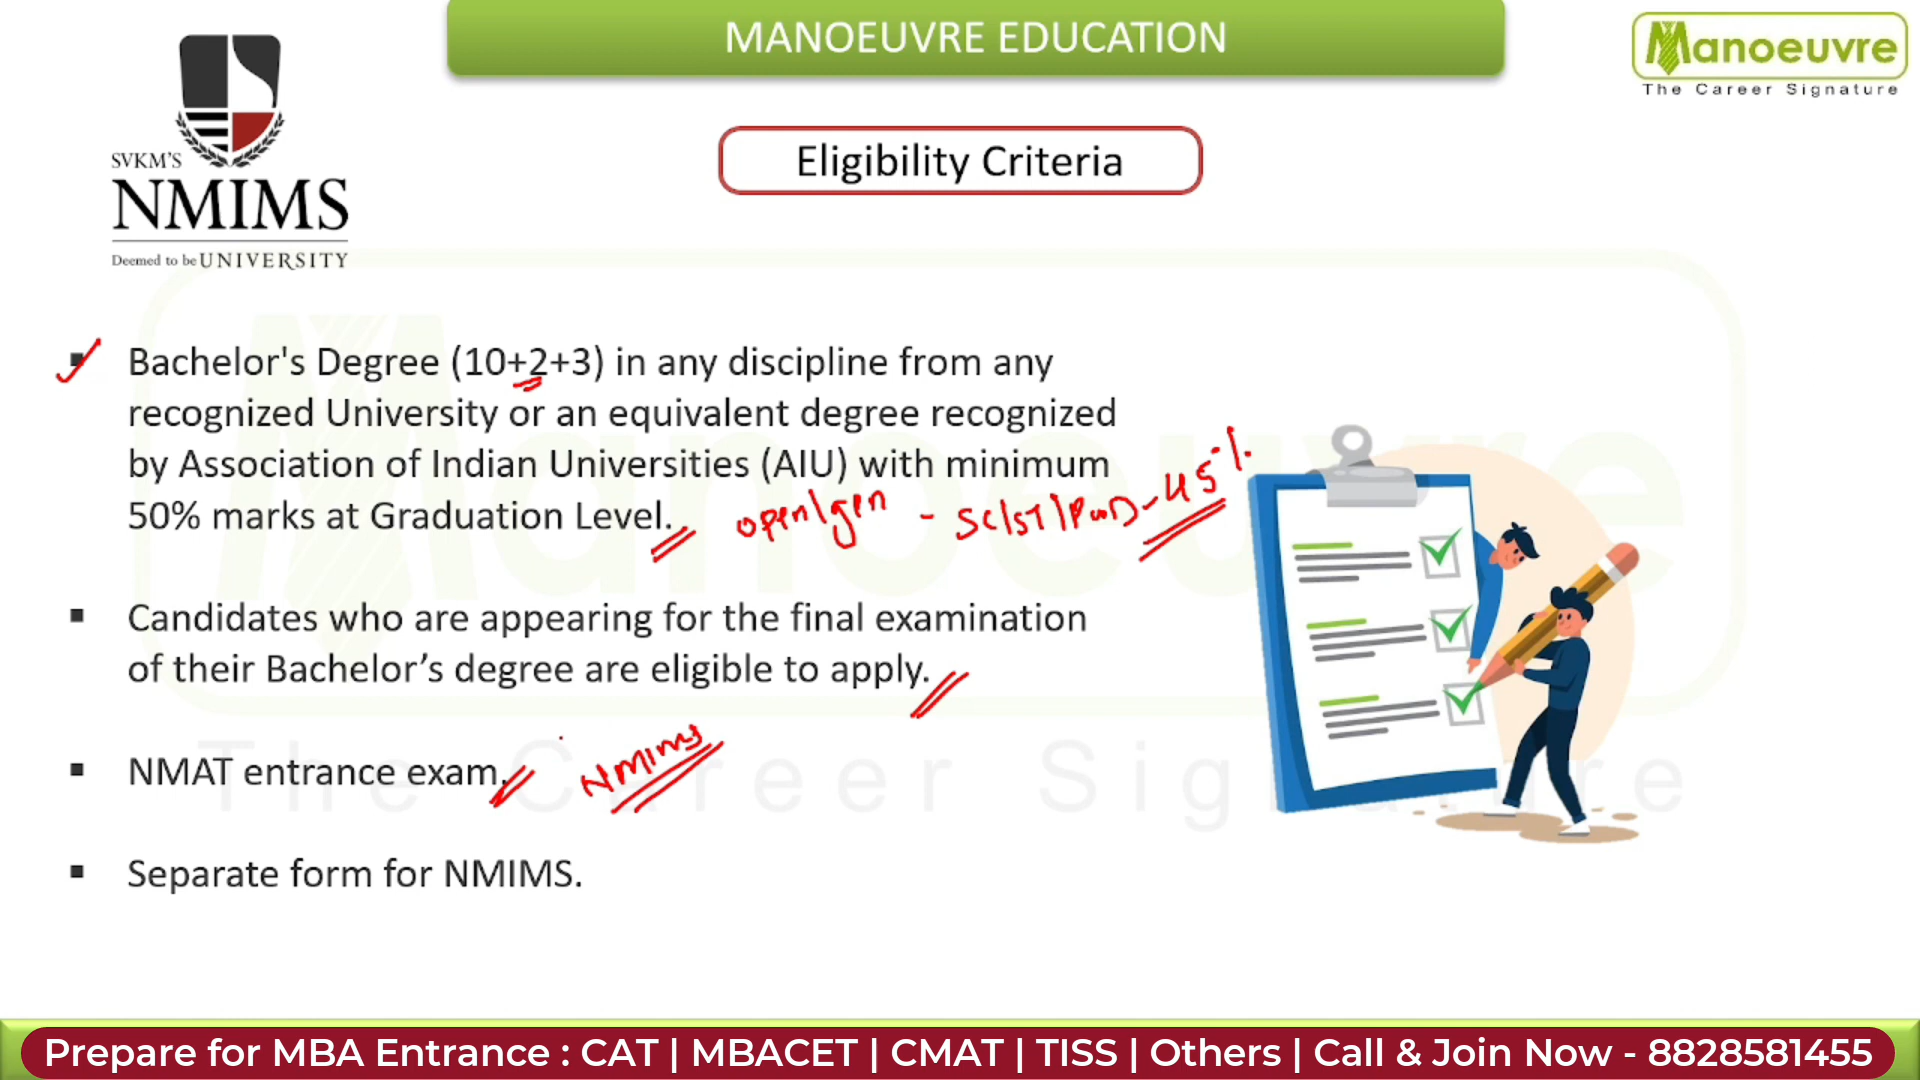 MANOEUVRE EDUCATION
Manoeuvre
The Career Signature
SVKM'S
NMIMS
Deemed to be UNIVERSITY
Eligibility Criteria
Bachelor's Degree (10+2+3) in any discipline from any
recognized University or an equivalent degree recognized
by Association of Indian Universities (AIU) with minimum
50% marks at Graduation Level.
open/gen - SC/ST/PwD - 45%
Candidates who are appearing for the final examination
of their Bachelor’s degree are eligible to apply.
NMAT entrance exam.
NMims
Separate form for NMIMS.
Manoeuvre
The Career Signature
Prepare for MBA Entrance : CAT | MBACET | CMAT | TISS | Others | Call & Join Now - 8828581455